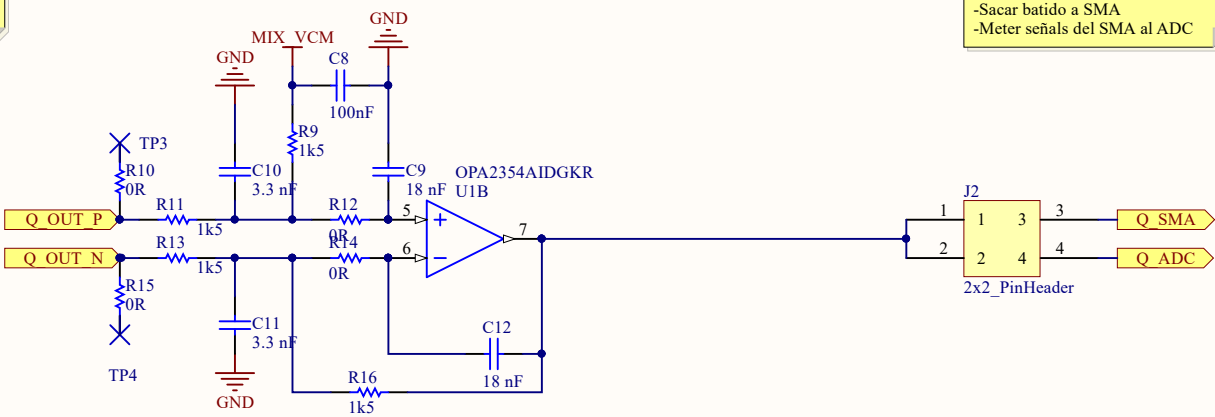 -Sacar batido a SMA
-Meter señals del SMA al ADC
GND
MIX_VCM
GND
C8
100nF
R9
1k5
TP3
R10
0R
C10
3.3 nF
C9
18 nF
OPA2354AIDGKR
U1B
Q_OUT_P
R11
1k5
R12
0R
5
7
J2
1
1
3
3
Q_SMA
Q_OUT_N
R13
1k5
R14
0R
6
2
2
4
4
Q_ADC
2x2_PinHeader
R15
0R
C11
3.3 nF
C12
18 nF
TP4
GND
R16
1k5